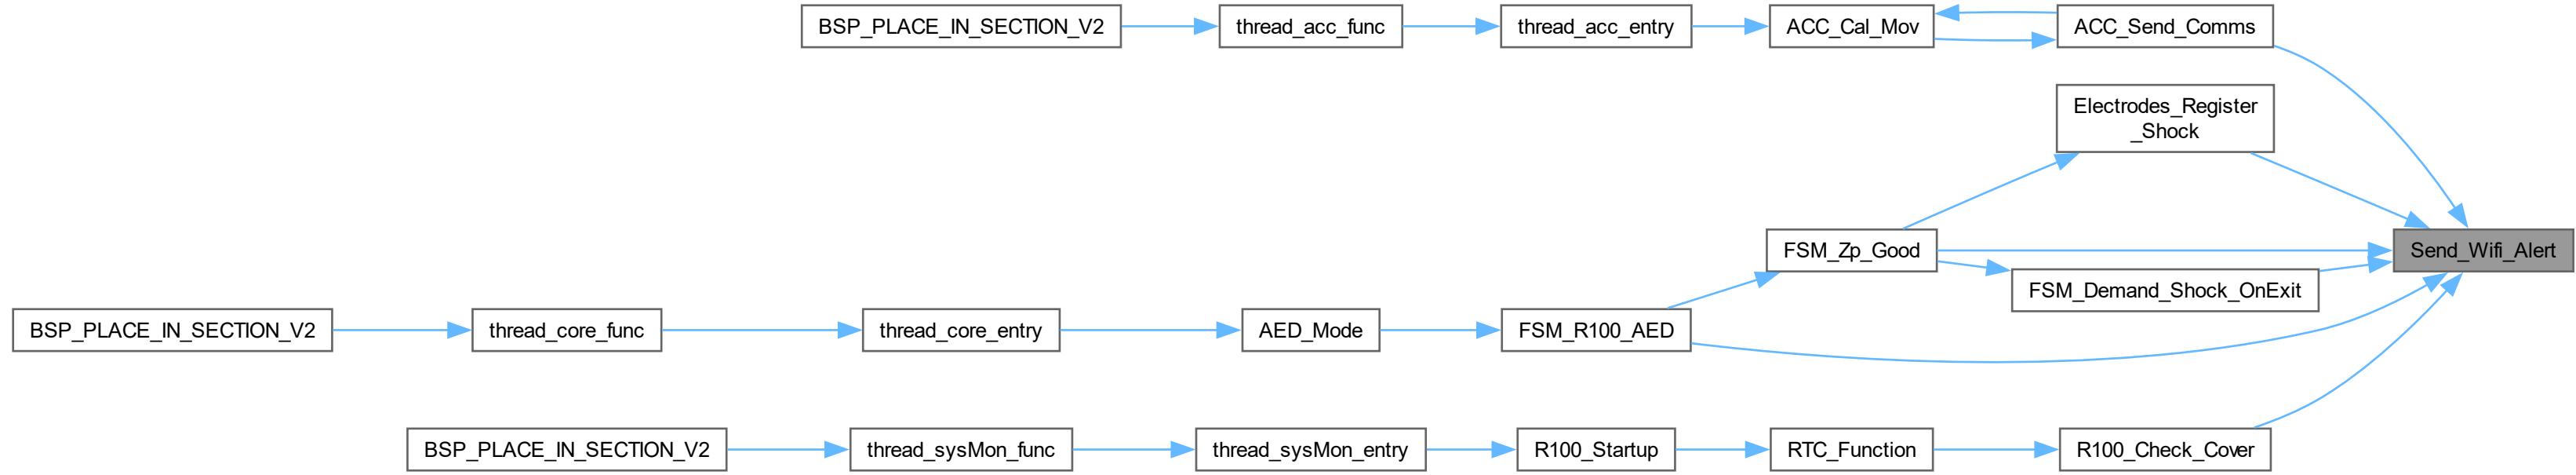 BSP_PLACE_IN_SECTION_V2
thread_acc_func
thread_acc_entry
ACC_Cal_Mov
ACC_Send_Comms
Electrodes_Register
_Shock
FSM_Zp_Good
Send_Wifi_Alert
FSM_Demand_Shock_OnExit
BSP_PLACE_IN_SECTION_V2
thread_core_func
thread_core_entry
AED_Mode
FSM_R100_AED
BSP_PLACE_IN_SECTION_V2
thread_sysMon_func
thread_sysMon_entry
R100_Startup
RTC_Function
R100_Check_Cover